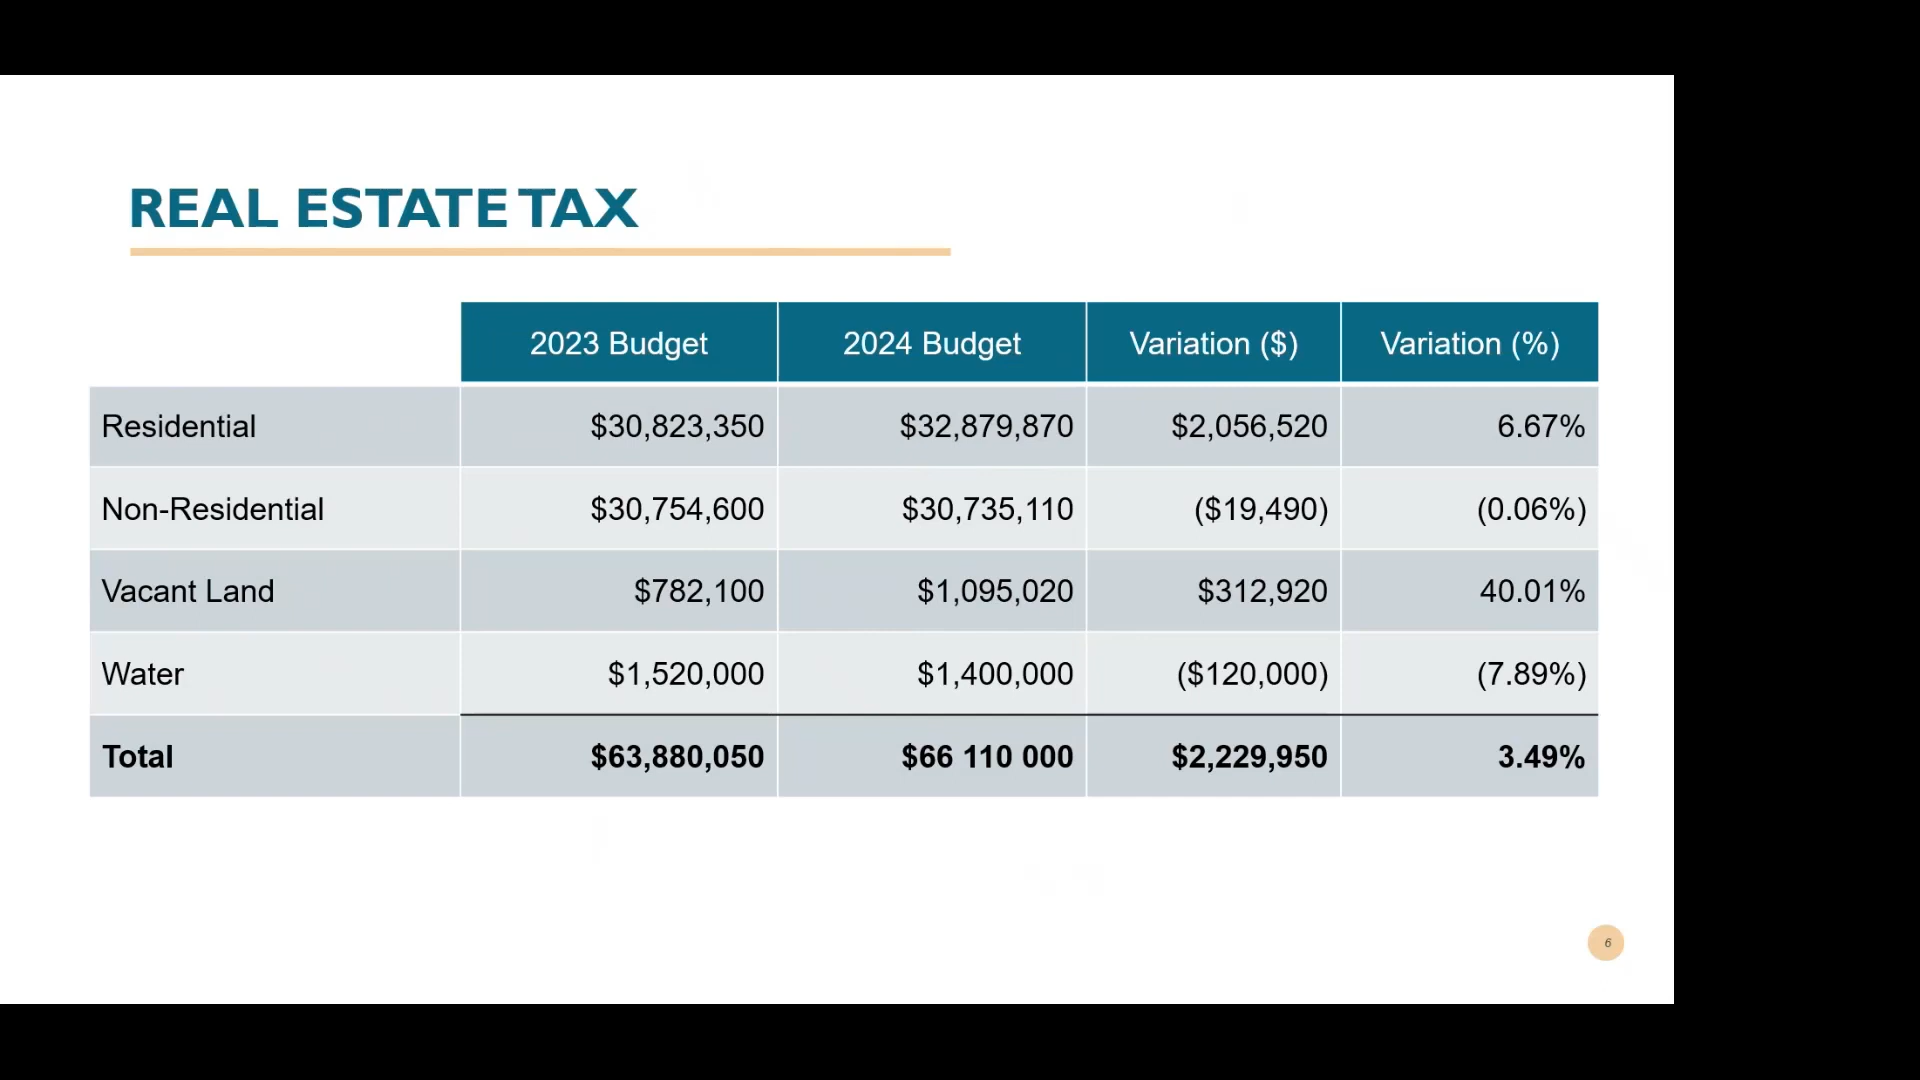 REAL ESTATE TAX
2023 Budget 2024 Budget Variation ($) Variation (%)
Residential $30,823,350 $32,879,870 $2,056,520 6.67%
Non-Residential $30,754,600 $30,735,110 ($19,490) (0.06%)
Vacant Land $782,100 $1,095,020 $312,920 40.01%
Water $1,520,000 $1,400,000 ($120,000) (7.89%)
Total $63,880,050 $66 110 000 $2,229,950 3.49%
6